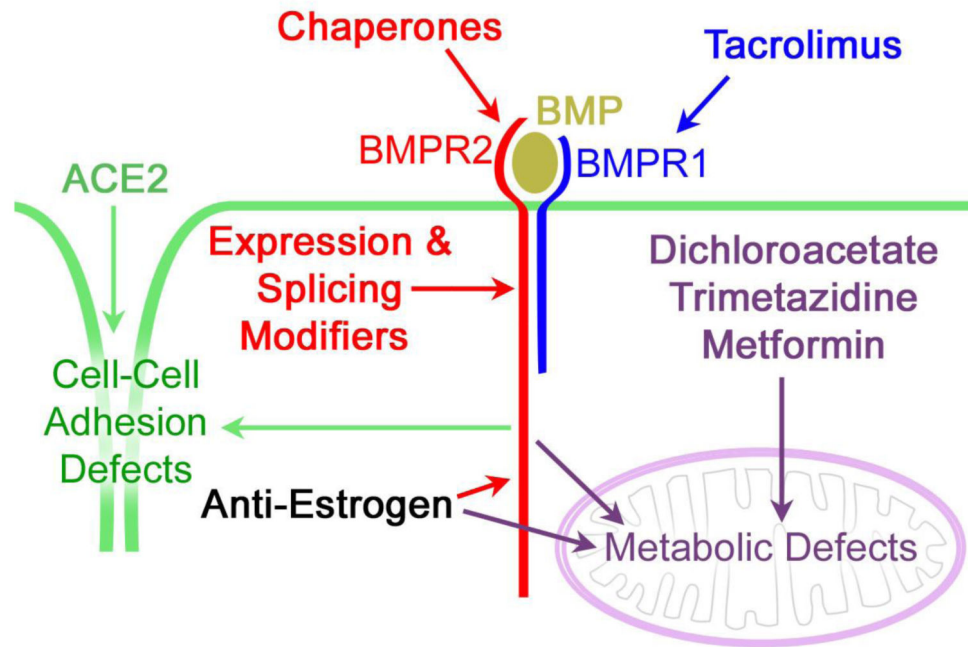 Chaperones
Tacrolimus
BMP
BMPR2
BMPR1
ACE2
Expression &
Splicing
Modifiers
Dichloroacetate
Trimetazidine
Metformin
Cell-Cell
Adhesion
Defects
Anti-Estrogen
Metabolic Defects